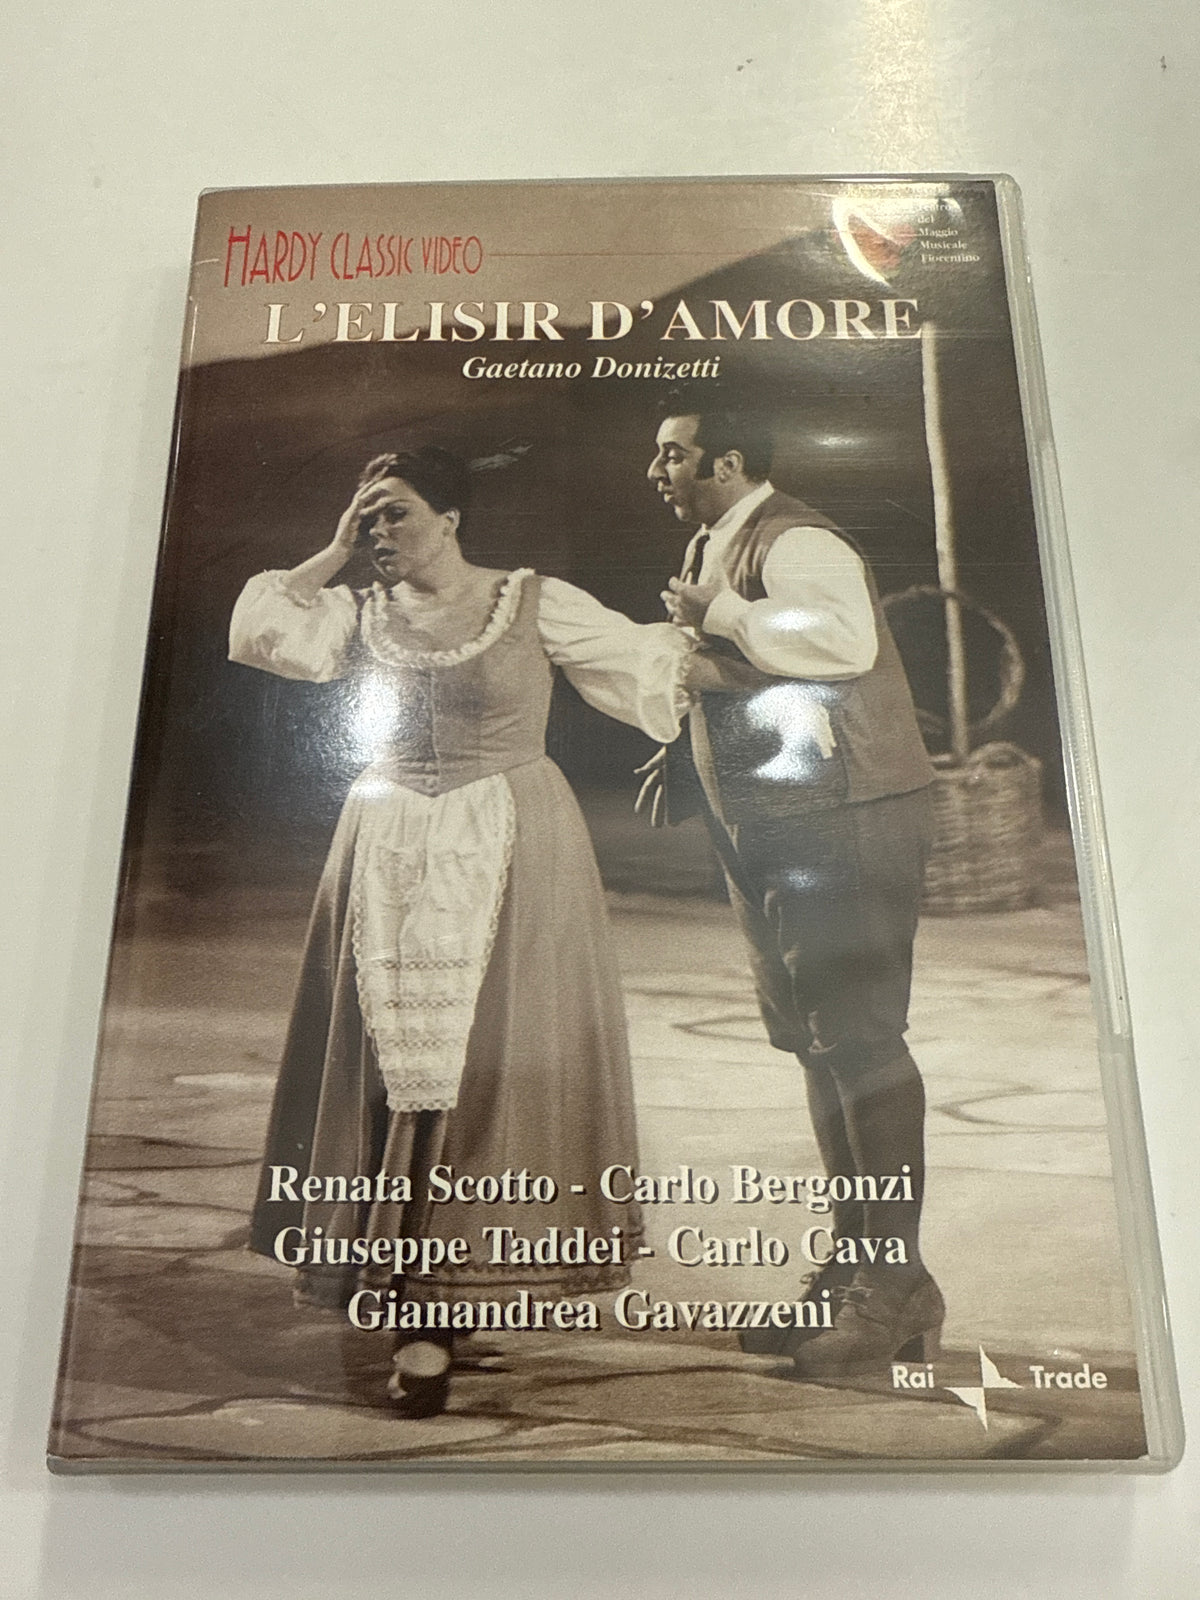 HARDY CLASSIC VIDEO
del
Maggio
Musicale
Fiorentino
L'ELISIR D'AMORE
Gaetano Donizetti
Renata Scotto - Carlo Bergonzi
Giuseppe Taddei - Carlo Cava
Gianandrea Gavazzeni
Rai Trade